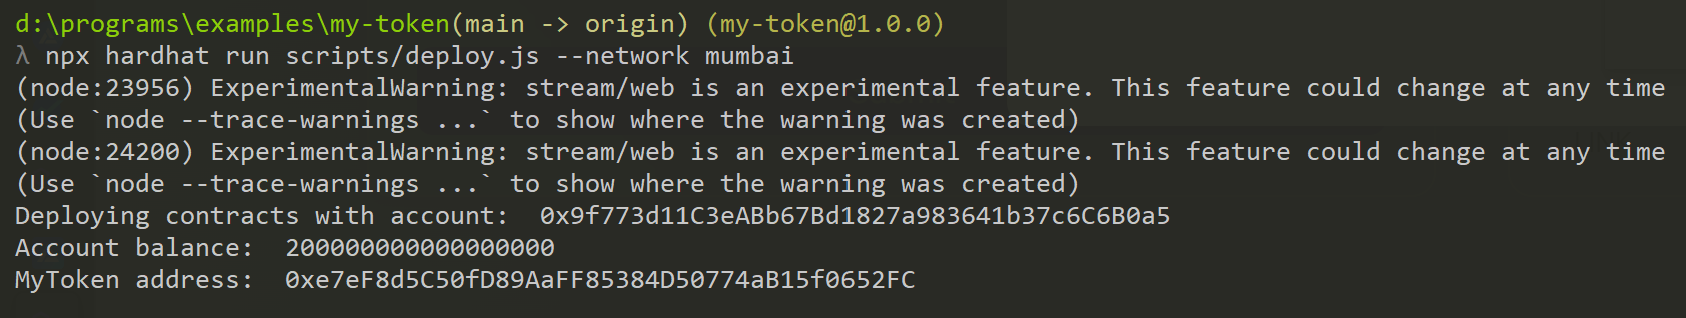 d:\programs\examples\my-token(main -> origin) (my-token@1.0.0)
λ npx hardhat run scripts/deploy.js --network mumbai
(node:23956) ExperimentalWarning: stream/web is an experimental feature. This feature could change at any time
(Use `node --trace-warnings ...` to show where the warning was created)
(node:24200) ExperimentalWarning: stream/web is an experimental feature. This feature could change at any time
(Use `node --trace-warnings ...` to show where the warning was created)
Deploying contracts with account:  0x9f773d11C3eABb67Bd1827a983641b37c6C6B0a5
Account balance:  200000000000000000
MyToken address:  0xe7eF8d5C50fD89AaFF85384D50774aB15f0652FC